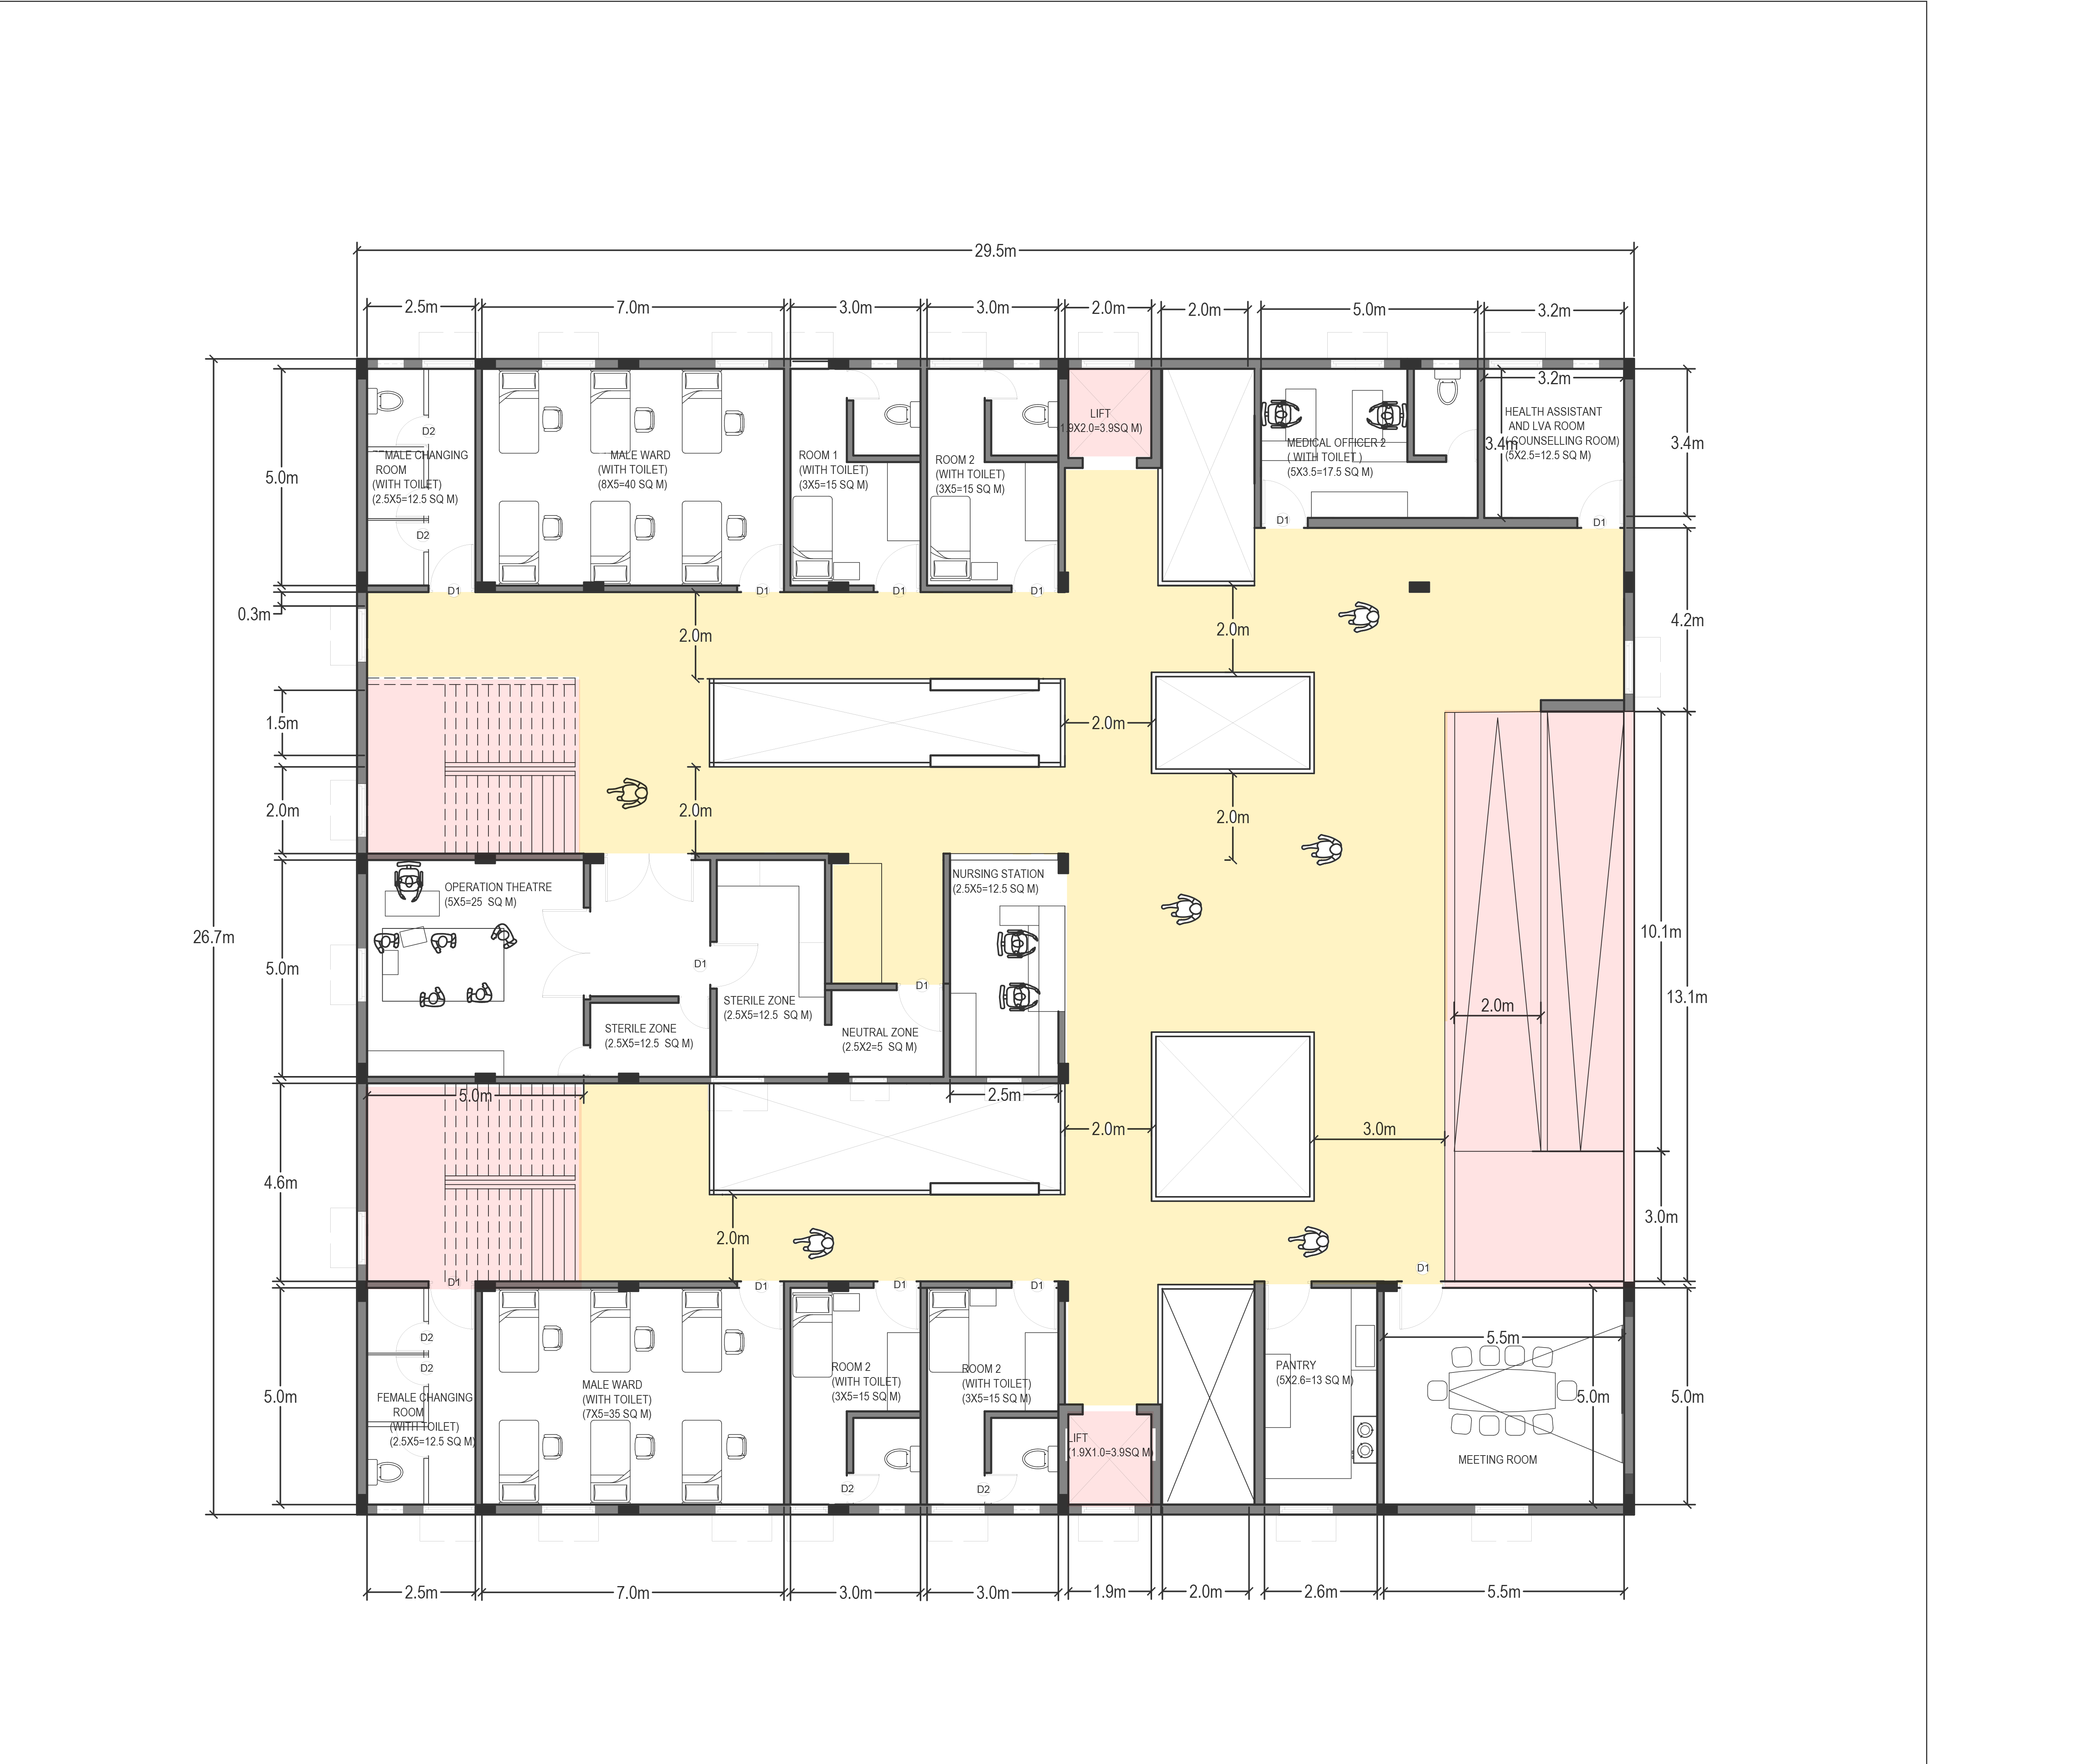 29.5m
2.5m
7.0m
3.0m
3.0m
2.0m
2.0m
5.0m
3.2m
3.2m
D2
D2
MALE CHANGING
ROOM
(WITH TOILET)
(2.5X5=12.5 SQ M)
D1
MALE WARD
(WITH TOILET)
(8X5=40 SQ M)
D1
ROOM 1
(WITH TOILET)
(3X5=15 SQ M)
D1
ROOM 2
(WITH TOILET)
(3X5=15 SQ M)
D1
LIFT
1.9X2.0=3.9SQ M)
MEDICAL OFFICER 2
( WITH TOILET )
(5X3.5=17.5 SQ M)
D1
HEALTH ASSISTANT
AND LVA ROOM
( COUNSELLING ROOM)
(5X2.5=12.5 SQ M)
3.4m
D1
3.4m
5.0m
0.3m
1.5m
2.0m
26.7m
5.0m
4.6m
5.0m
2.0m
2.0m
2.0m
2.0m
2.0m
4.2m
10.1m
13.1m
2.0m
3.0m
5.0m
OPERATION THEATRE
(5X5=25 SQ M)
D1
STERILE ZONE
(2.5X5=12.5 SQ M)
STERILE ZONE
(2.5X5=12.5 SQ M)
D1
NEUTRAL ZONE
(2.5X2=5 SQ M)
NURSING STATION
(2.5X5=12.5 SQ M)
5.0m
2.5m
2.0m
3.0m
2.0m
D1
D2
D2
FEMALE CHANGING
ROOM
(WITH TOILET)
(2.5X5=12.5 SQ M)
D1
MALE WARD
(WITH TOILET)
(7X5=35 SQ M)
D1
ROOM 2
(WITH TOILET)
(3X5=15 SQ M)
D2
D1
ROOM 2
(WITH TOILET)
(3X5=15 SQ M)
D2
LIFT
(1.9X1.0=3.9SQ M)
PANTRY
(5X2.6=13 SQ M)
D1
5.5m
5.0m
MEETING ROOM
2.5m
7.0m
3.0m
3.0m
1.9m
2.0m
2.6m
5.5m